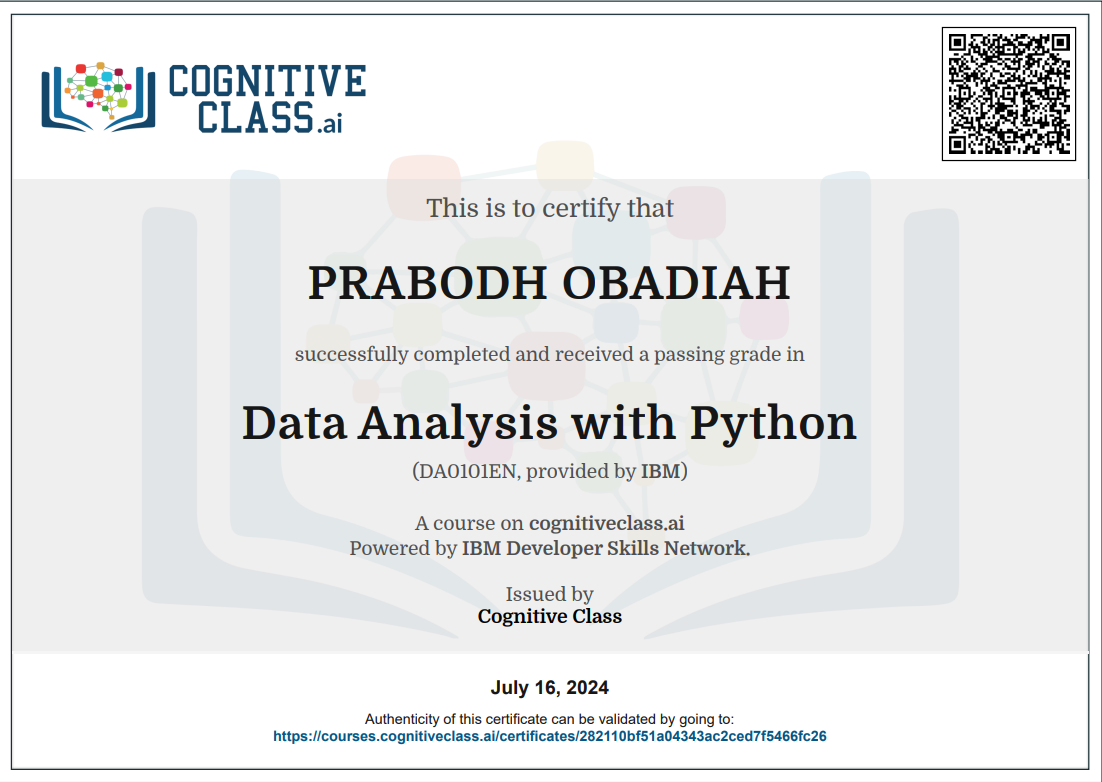 COGNITIVE
CLASS.ai
This is to certify that
PRABODH OBADIAH
successfully completed and received a passing grade in
Data Analysis with Python
(DA0101EN, provided by IBM)
A course on cognitiveclass.ai
Powered by IBM Developer Skills Network.
Issued by
Cognitive Class
July 16, 2024
Authenticity of this certificate can be validated by going to:
https://courses.cognitiveclass.ai/certificates/282110bf51a04343ac2ced7f5466fc26